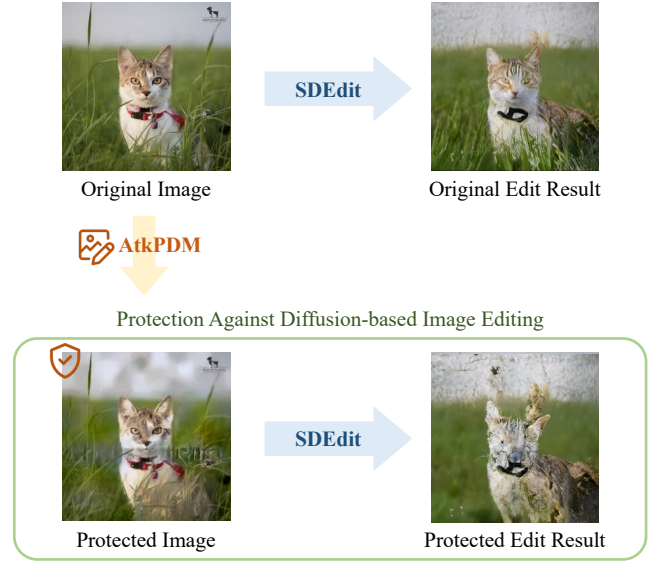 SDEdit
Original Image
Original Edit Result
AtkPDM
Protection Against Diffusion-based Image Editing
SDEdit
Protected Image
Protected Edit Result